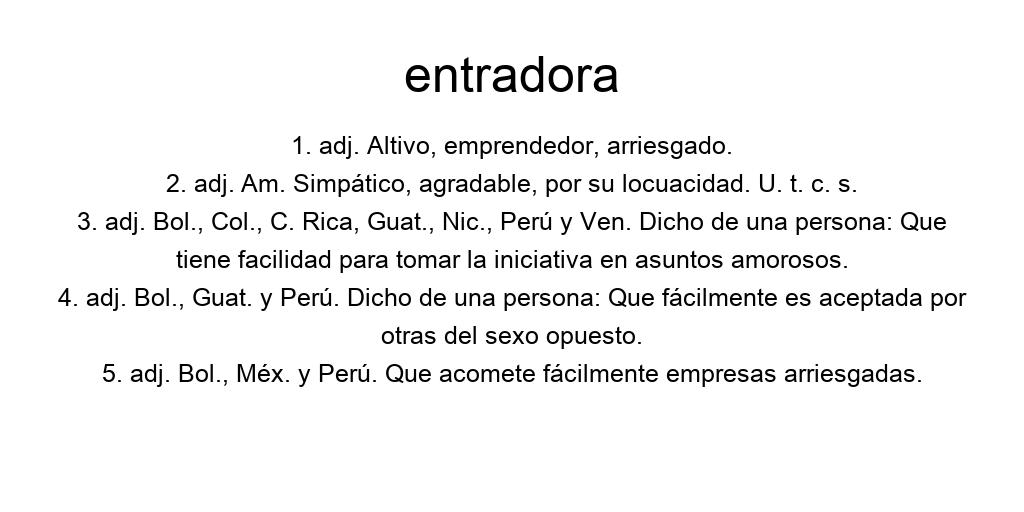 entradora
1. adj. Altivo, emprendedor, arriesgado.
2. adj. Am. Simpático, agradable, por su locuacidad. U. t. c. s.
3. adj. Bol., Col., C. Rica, Guat., Nic., Perú y Ven. Dicho de una persona: Que
tiene facilidad para tomar la iniciativa en asuntos amorosos.
4. adj. Bol., Guat. y Perú. Dicho de una persona: Que fácilmente es aceptada por
otras del sexo opuesto.
5. adj. Bol., Méx. y Perú. Que acomete fácilmente empresas arriesgadas.